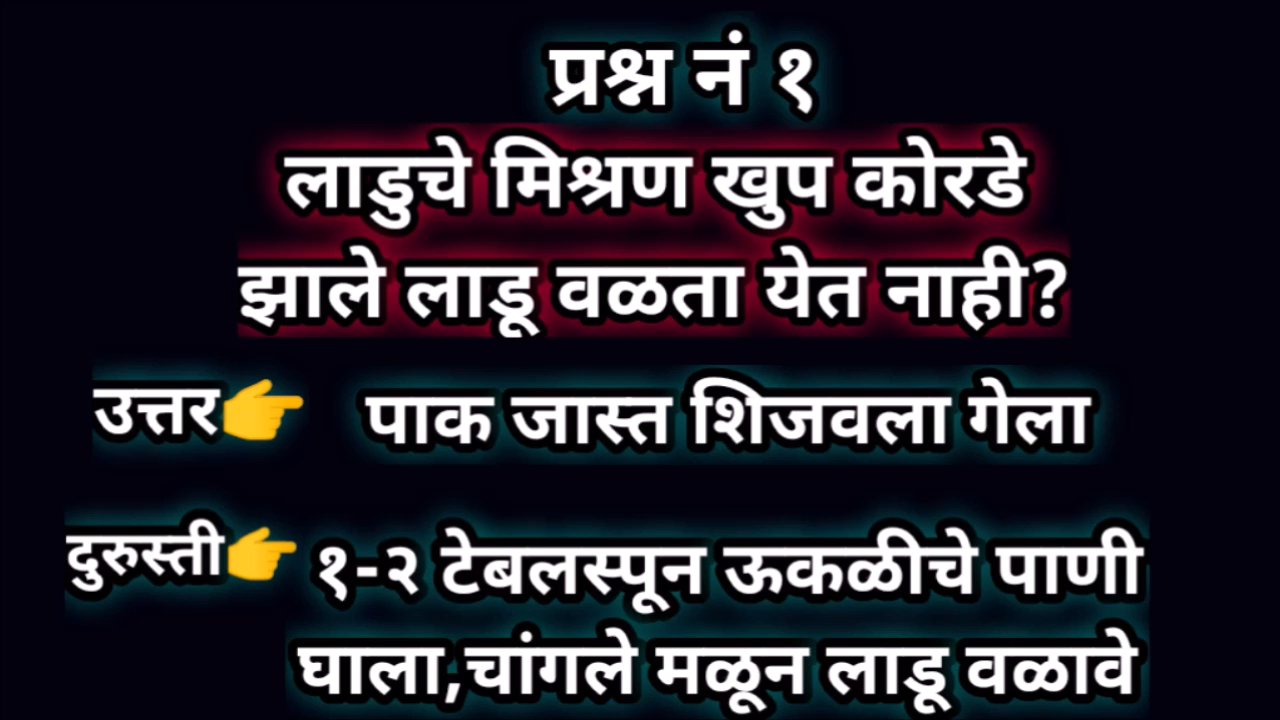 प्रश्न नं १
लाडुचे मिश्रण खुप कोरडे
झाले लाडू वळता येत नाही?
उत्तर👉 पाक जास्त शिजवला गेला
दुरुस्ती👉 १-२ टेबलस्पून ऊकळीचे पाणी
घाला,चांगले मळून लाडू वळावे